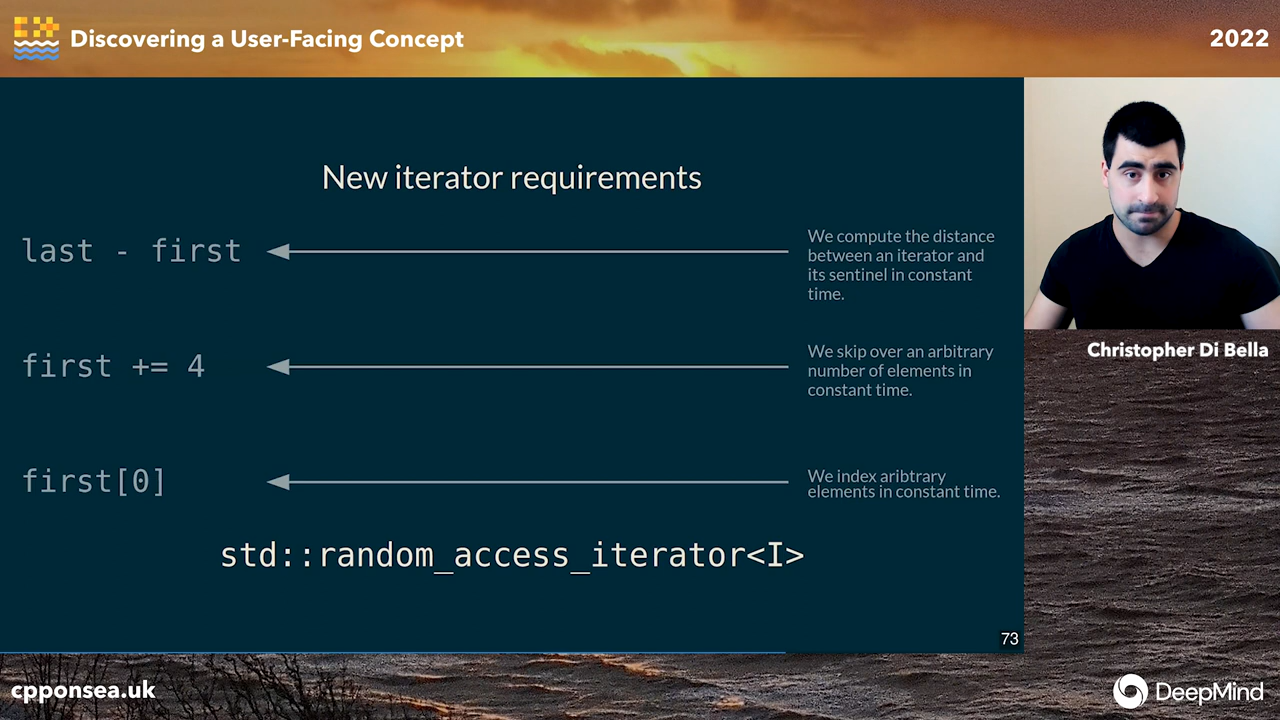 Discovering a User-Facing Concept
2022
New iterator requirements
last - first
We compute the distance
between an iterator and
its sentinel in constant
time.
first += 4
We skip over an arbitrary
number of elements in
constant time.
first[0]
We index aribtrary
elements in constant time.
std::random_access_iterator<I>
73
Christopher Di Bella
cpponsea.uk
DeepMind